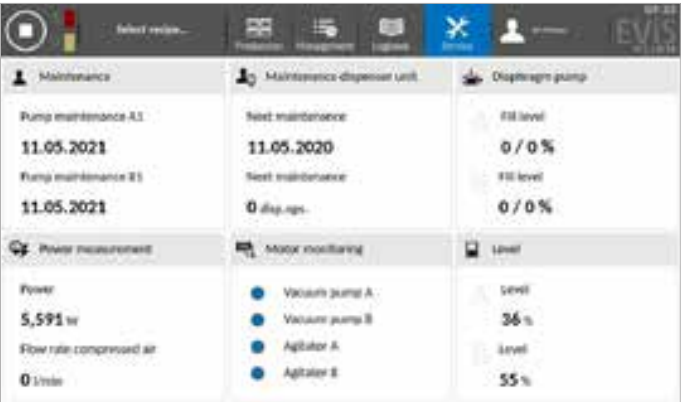 Select recipe...
Production
Management
Logbook
Service
EViS
Maintenance
Pump maintenance A1
11.05.2021
Pump maintenance B1
11.05.2021
Maintenance dispenser unit
Next maintenance
11.05.2020
Next maintenance
0 disp.ops.
Diaphragm pump
A
Fill level
0 / 0 %
B
Fill level
0 / 0 %
Power measurement
Power
5,591 W
Flow rate compressed air
0 l/min
Motor monitoring
Vacuum pump A
Vacuum pump B
Agitator A
Agitator B
Level
A
Level
36 %
B
Level
55 %